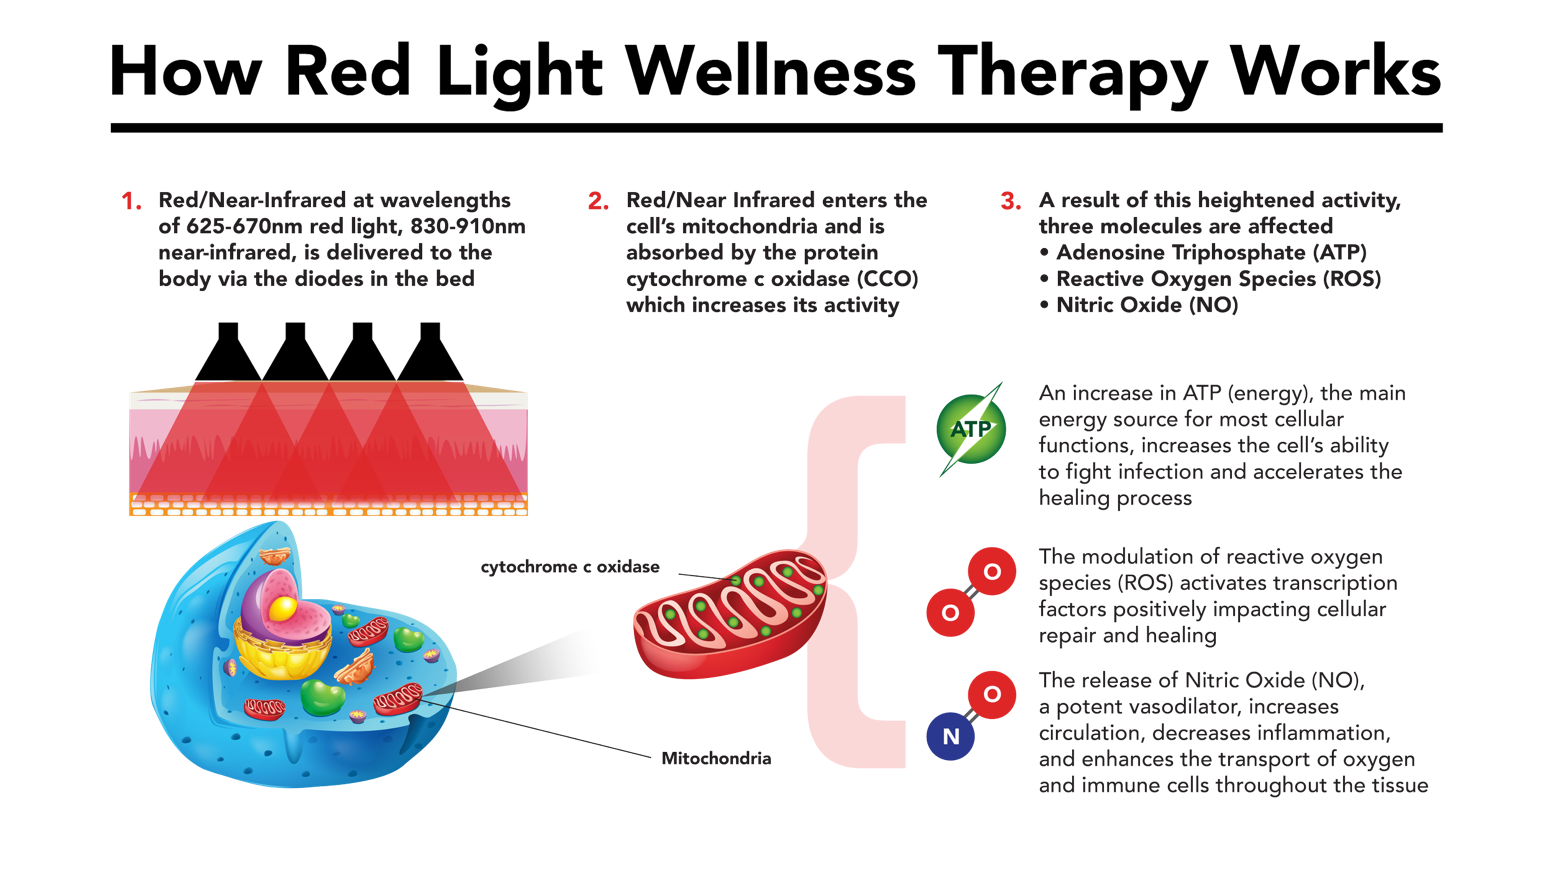 How Red Light Wellness Therapy Works
1. Red/Near-Infrared at wavelengths
of 625-670nm red light, 830-910nm
near-infrared, is delivered to the
body via the diodes in the bed
2. Red/Near Infrared enters the
cell's mitochondria and is
absorbed by the protein
cytochrome c oxidase (CCO)
which increases its activity
3. A result of this heightened activity,
three molecules are affected
• Adenosine Triphosphate (ATP)
• Reactive Oxygen Species (ROS)
• Nitric Oxide (NO)
cytochrome c oxidase
Mitochondria
ATP
An increase in ATP (energy), the main
energy source for most cellular
functions, increases the cell's ability
to fight infection and accelerates the
healing process
O
O
The modulation of reactive oxygen
species (ROS) activates transcription
factors positively impacting cellular
repair and healing
O
N
The release of Nitric Oxide (NO),
a potent vasodilator, increases
circulation, decreases inflammation,
and enhances the transport of oxygen
and immune cells throughout the tissue